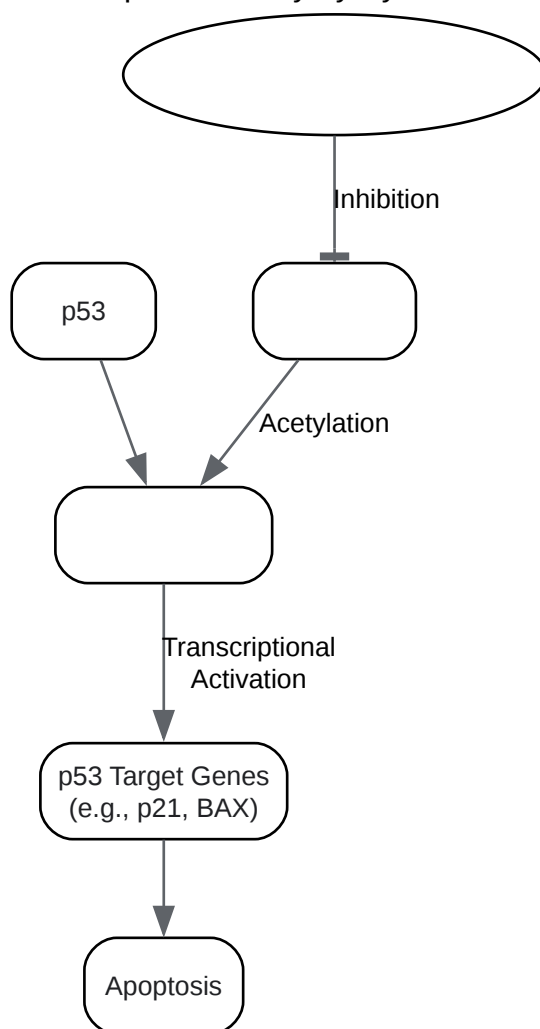 Inhibition
p53
Acetylation
Transcriptional
Activation
p53 Target Genes
(e.g., p21, BAX)
Apoptosis